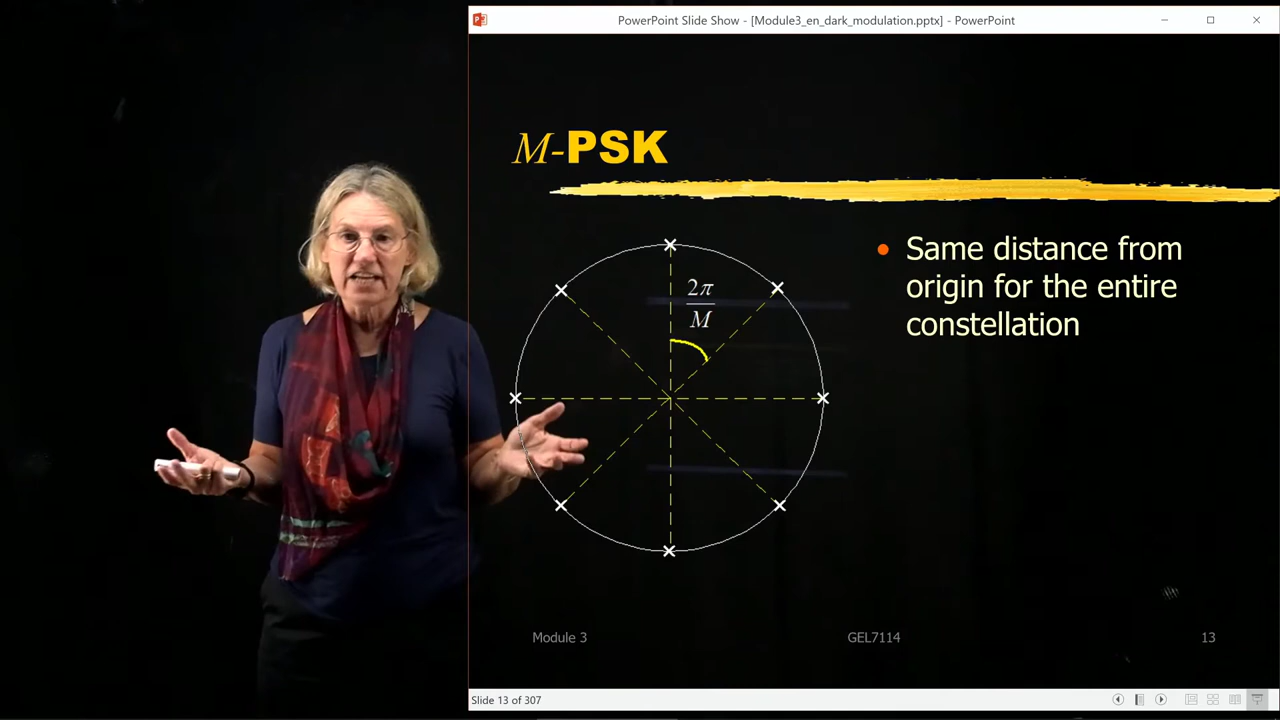 PowerPoint Slide Show - [Module3_en_dark_modulation.pptx] - PowerPoint
M-PSK
2π
M
Same distance from
origin for the entire
constellation
Module 3
GEL7114
13
Slide 13 of 307